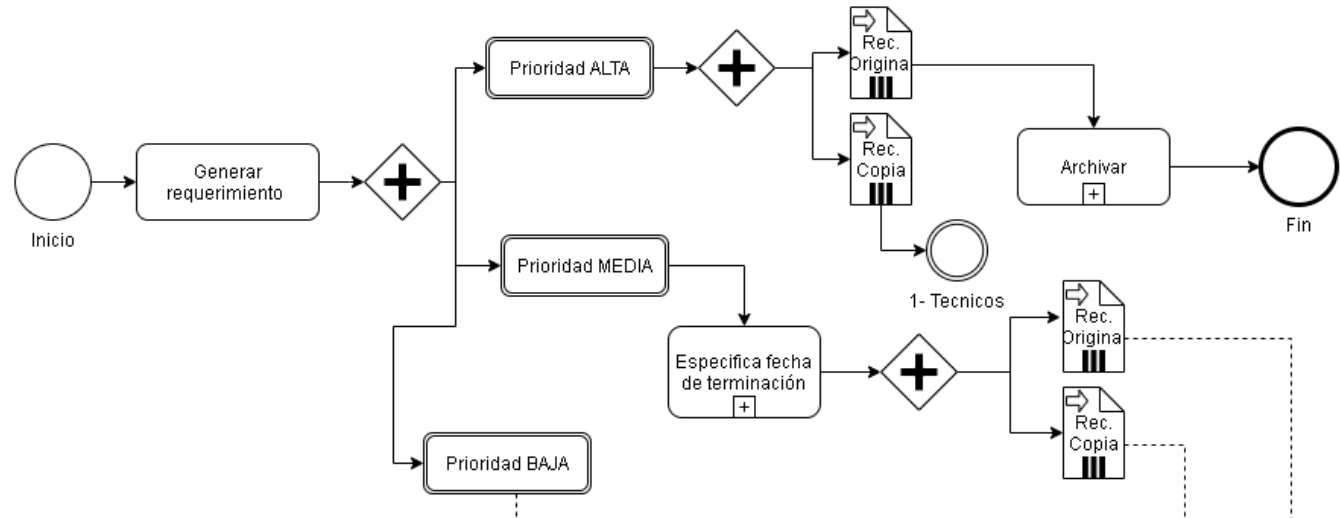 Prioridad ALTA
Rec.
Origina
Rec.
Copia
Generar
requerimiento
Archivar
Inicio
Fin
Prioridad MEDIA
1- Tecnicos
Especifica fecha
de terminación
Rec.
Origina
Rec.
Copia
Prioridad BAJA